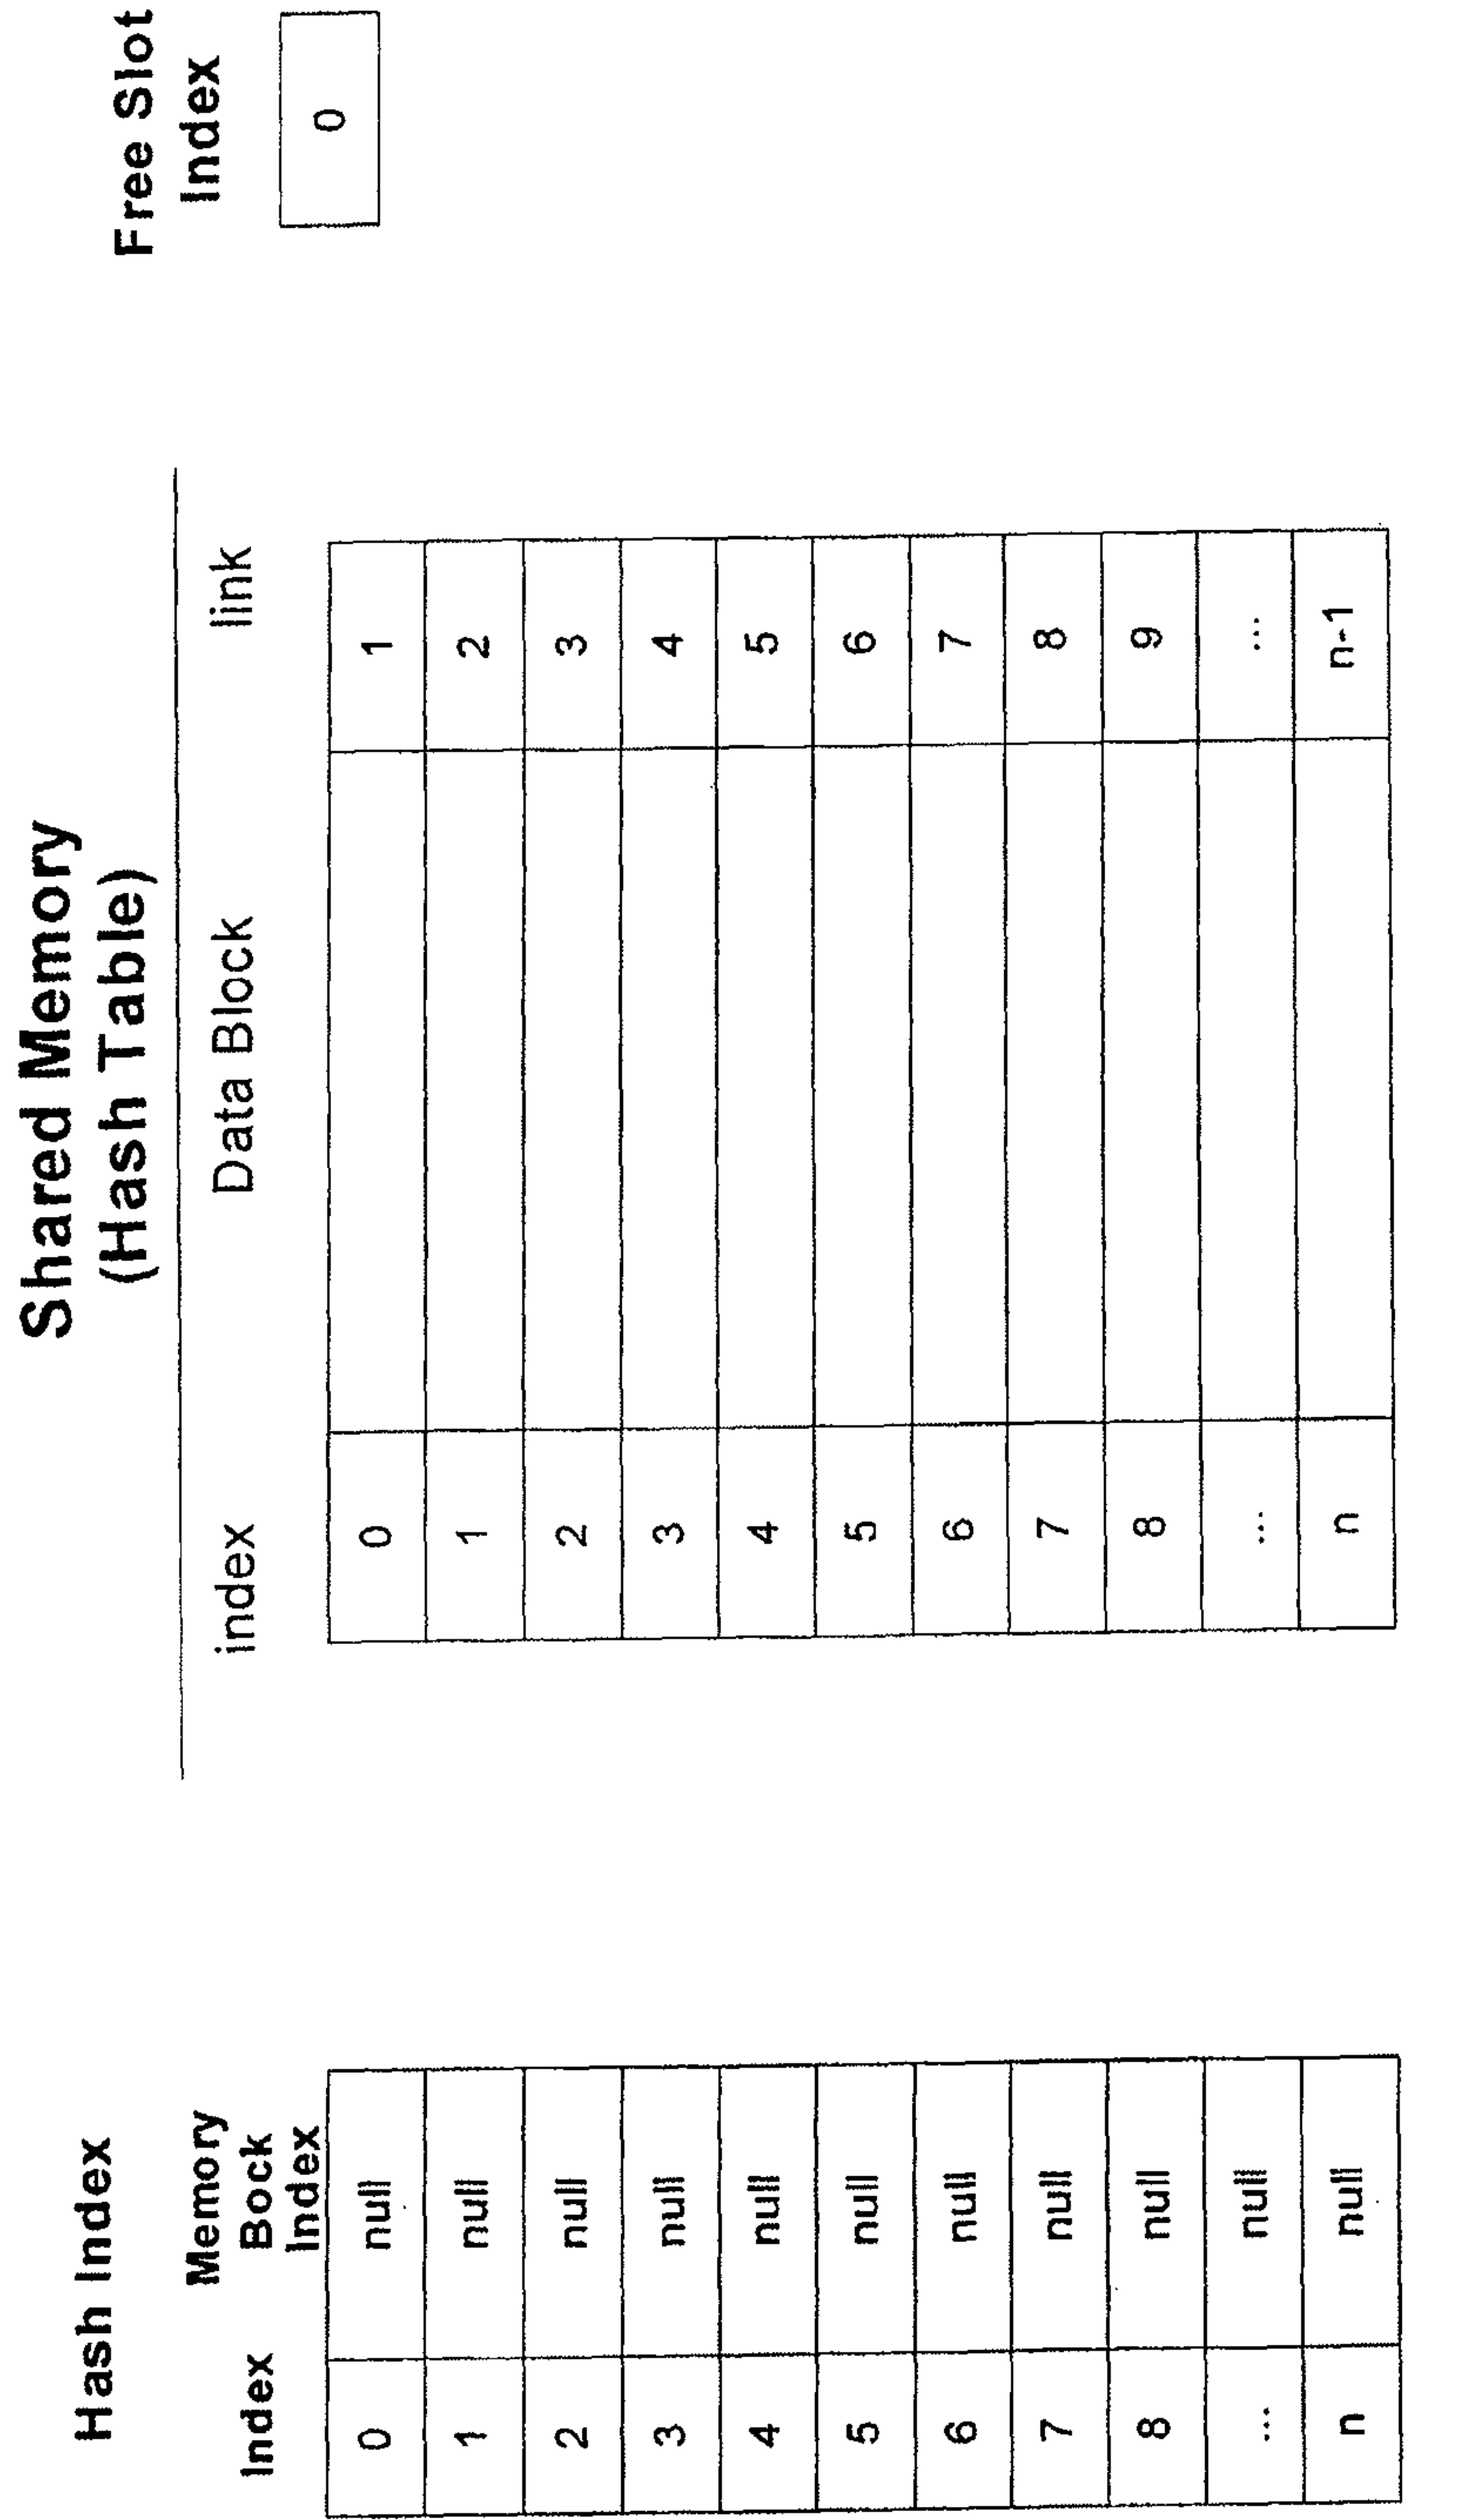 Hash Index
Index Memory
Bock
Index
0 null
1 null
2 null
3 null
4 null
5 null
6 null
7 null
8 null
... null
n null
Shared Memory
(Hash Table)
index Data Block link
0 1
1 2
2 3
3 4
4 5
5 6
6 7
7 8
8 9
... ...
n n-1
Free Slot
Index
0